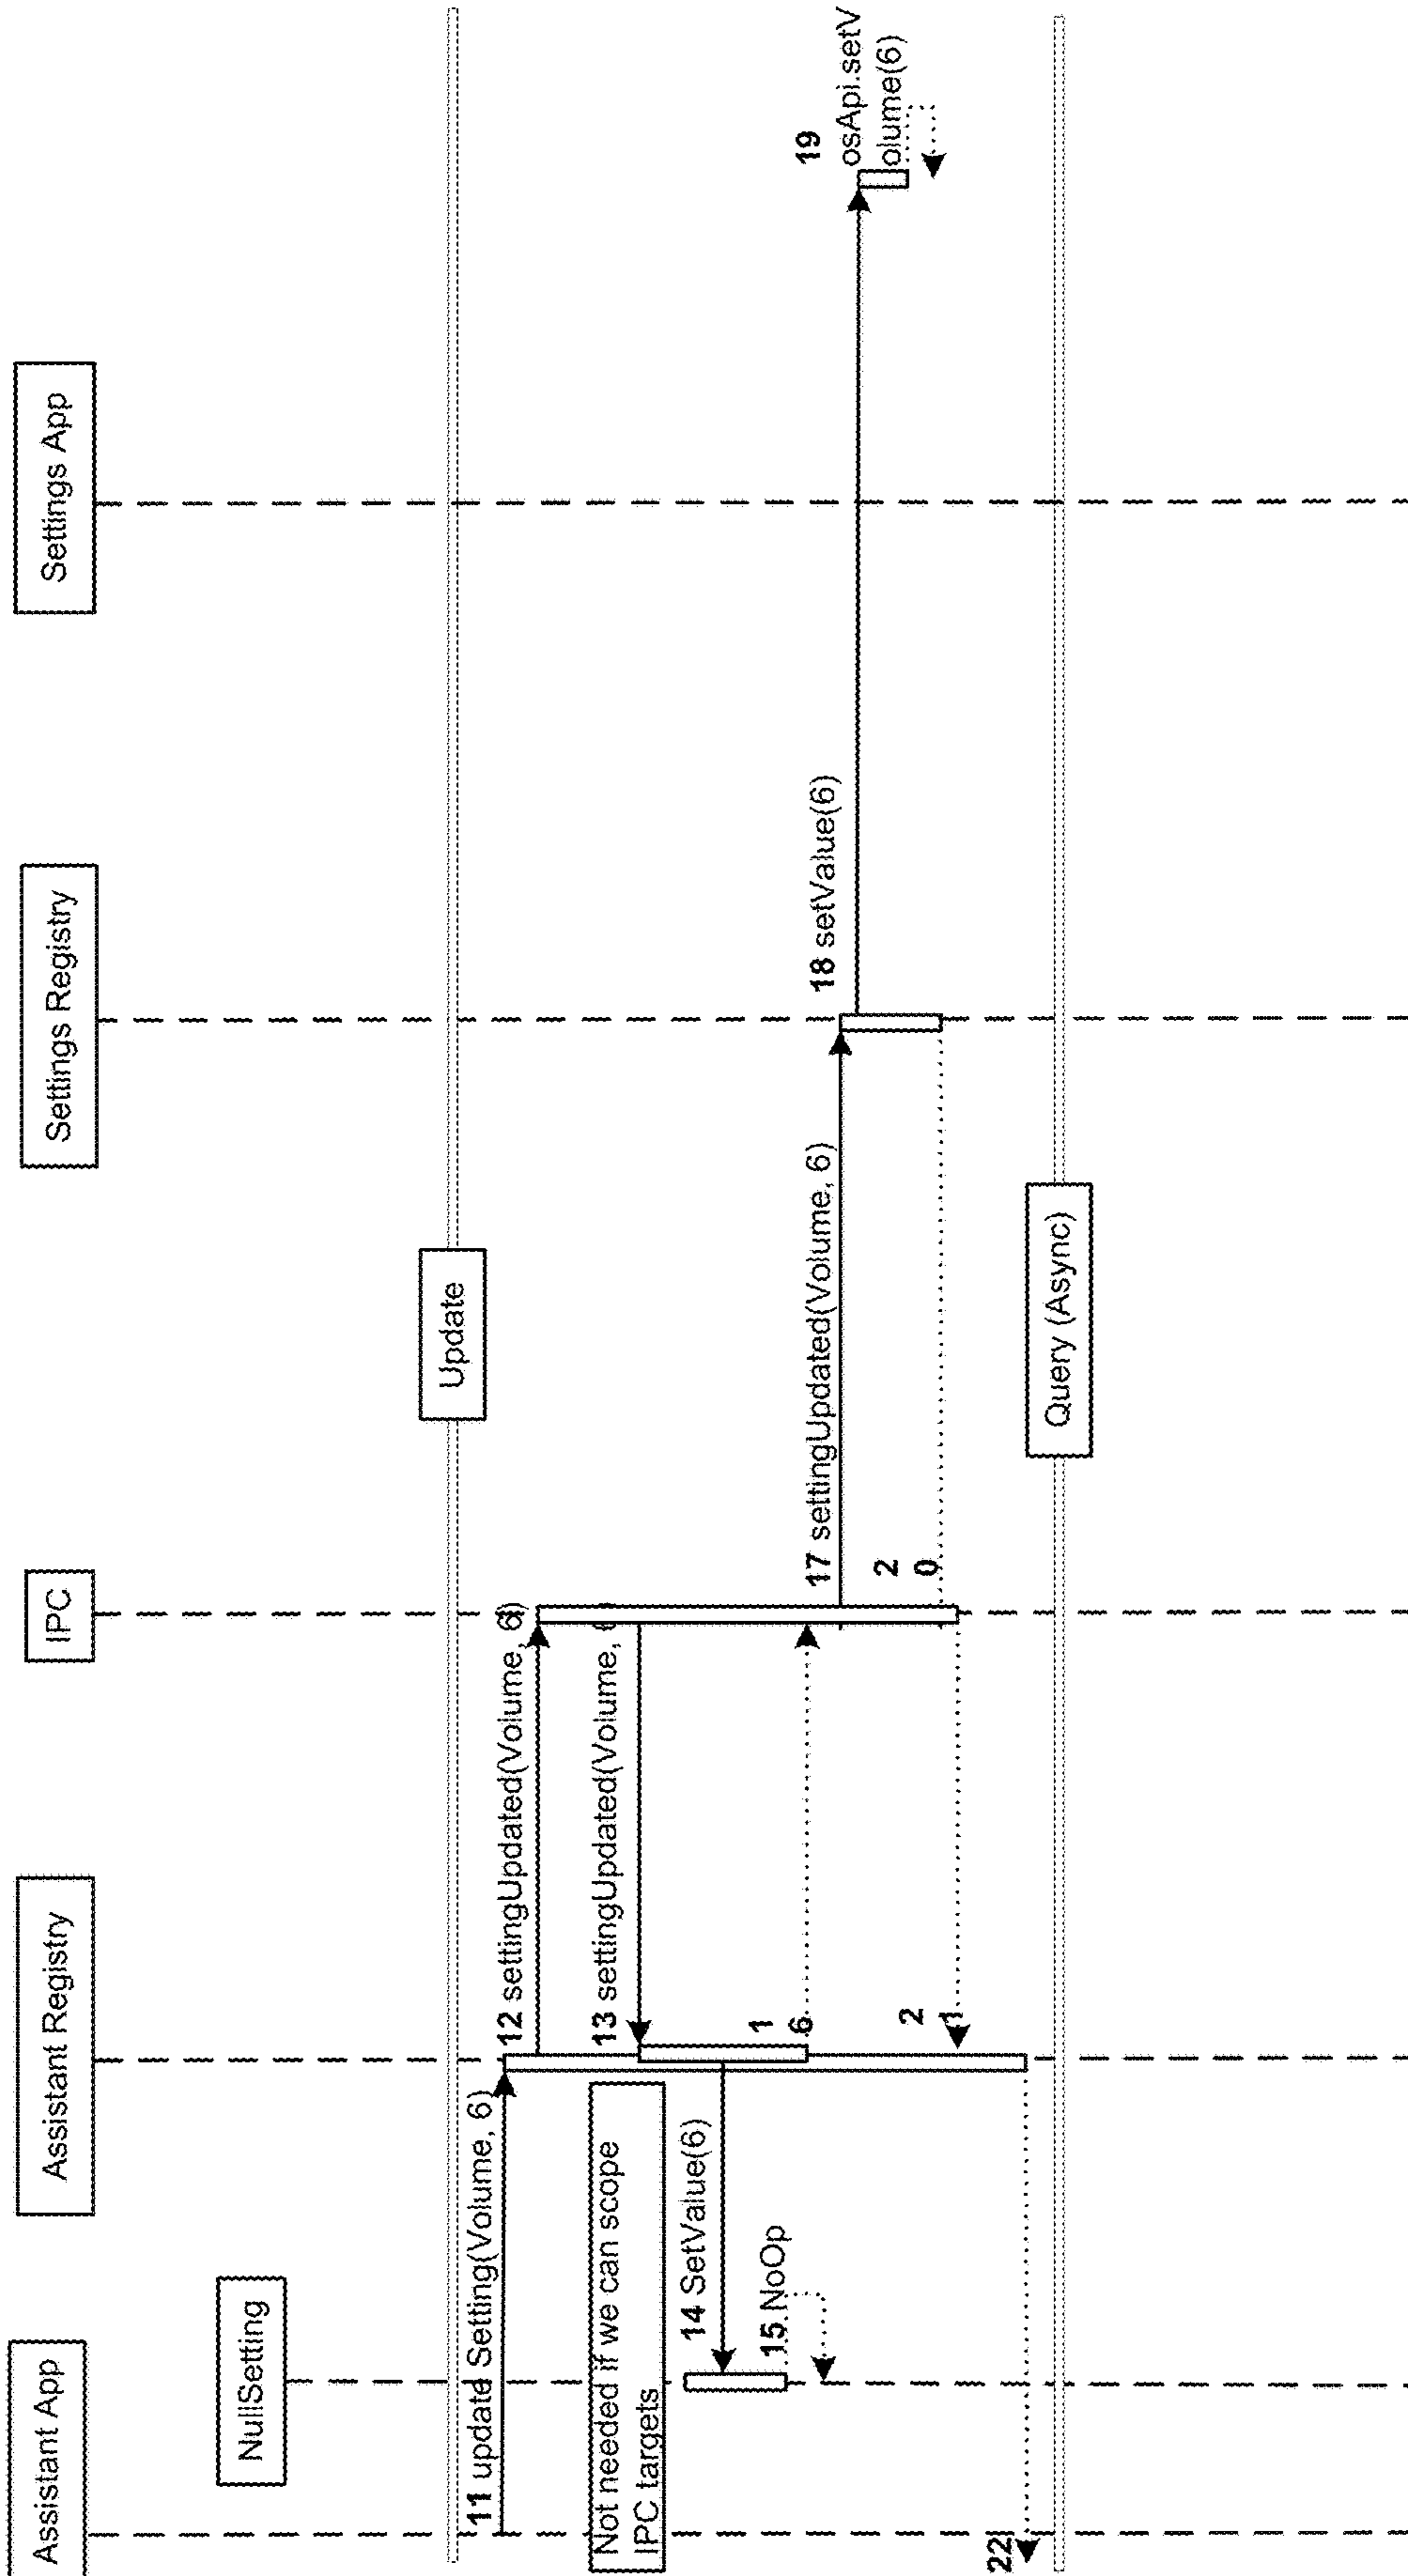 Assistant App
NullSetting
Assistant Registry
IPC
Settings Registry
Settings App
Update
11 update Setting(Volume, 6)
12 settingUpdated(Volume, 6)
Not needed if we can scope
IPC targets
13 settingUpdated(Volume,
14 SetValue(6)
15 NoOp
1
6
17 settingUpdated(Volume, 6)
18 setValue(6)
19
osApi.setV
olume(6)
2
0
2
1
22
Query (Async)